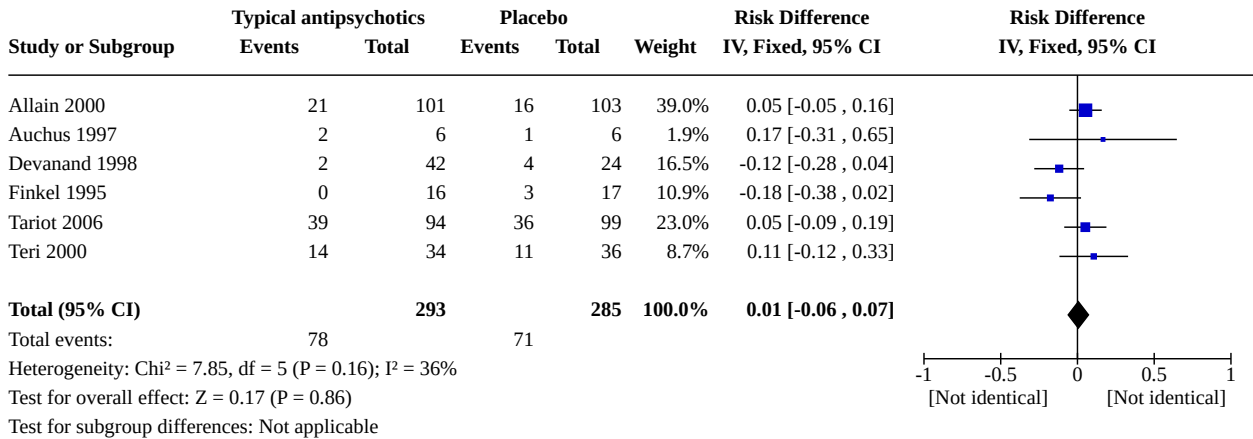 Typical antipsychotics Placebo Risk Difference Risk Difference
Study or Subgroup Events Total Events Total Weight IV, Fixed, 95% CI IV, Fixed, 95% CI
Allain 2000 21 101 16 103 39.0% 0.05 [-0.05 , 0.16]
Auchus 1997 2 6 1 6 1.9% 0.17 [-0.31 , 0.65]
Devanand 1998 2 42 4 24 16.5% -0.12 [-0.28 , 0.04]
Finkel 1995 0 16 3 17 10.9% -0.18 [-0.38 , 0.02]
Tariot 2006 39 94 36 99 23.0% 0.05 [-0.09 , 0.19]
Teri 2000 14 34 11 36 8.7% 0.11 [-0.12 , 0.33]
Total (95% CI) 293 285 100.0% 0.01 [-0.06 , 0.07]
Total events: 78 71
Heterogeneity: Chi² = 7.85, df = 5 (P = 0.16); I² = 36%
Test for overall effect: Z = 0.17 (P = 0.86)
Test for subgroup differences: Not applicable
-1 -0.5 0 0.5 1
[Not identical] [Not identical]